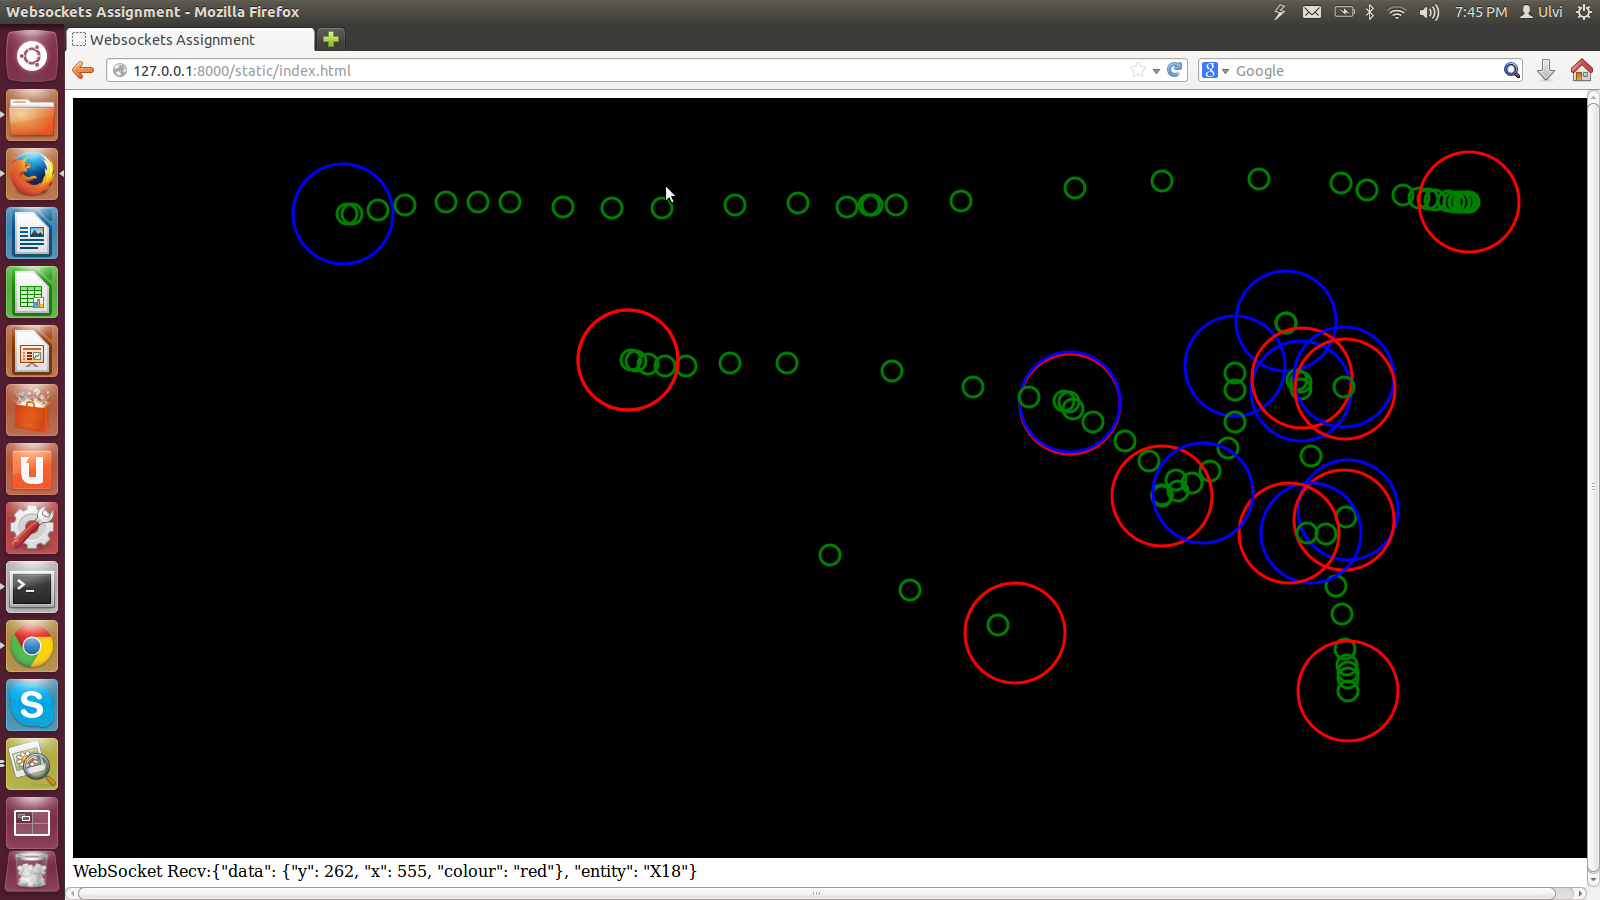 Websockets Assignment - Mozilla Firefox
7:45 PM Ulvi
Websockets Assignment
127.0.0.1:8000/static/index.html
Google
WebSocket Recv:{"data": {"y": 262, "x": 555, "colour": "red"}, "entity": "X18"}